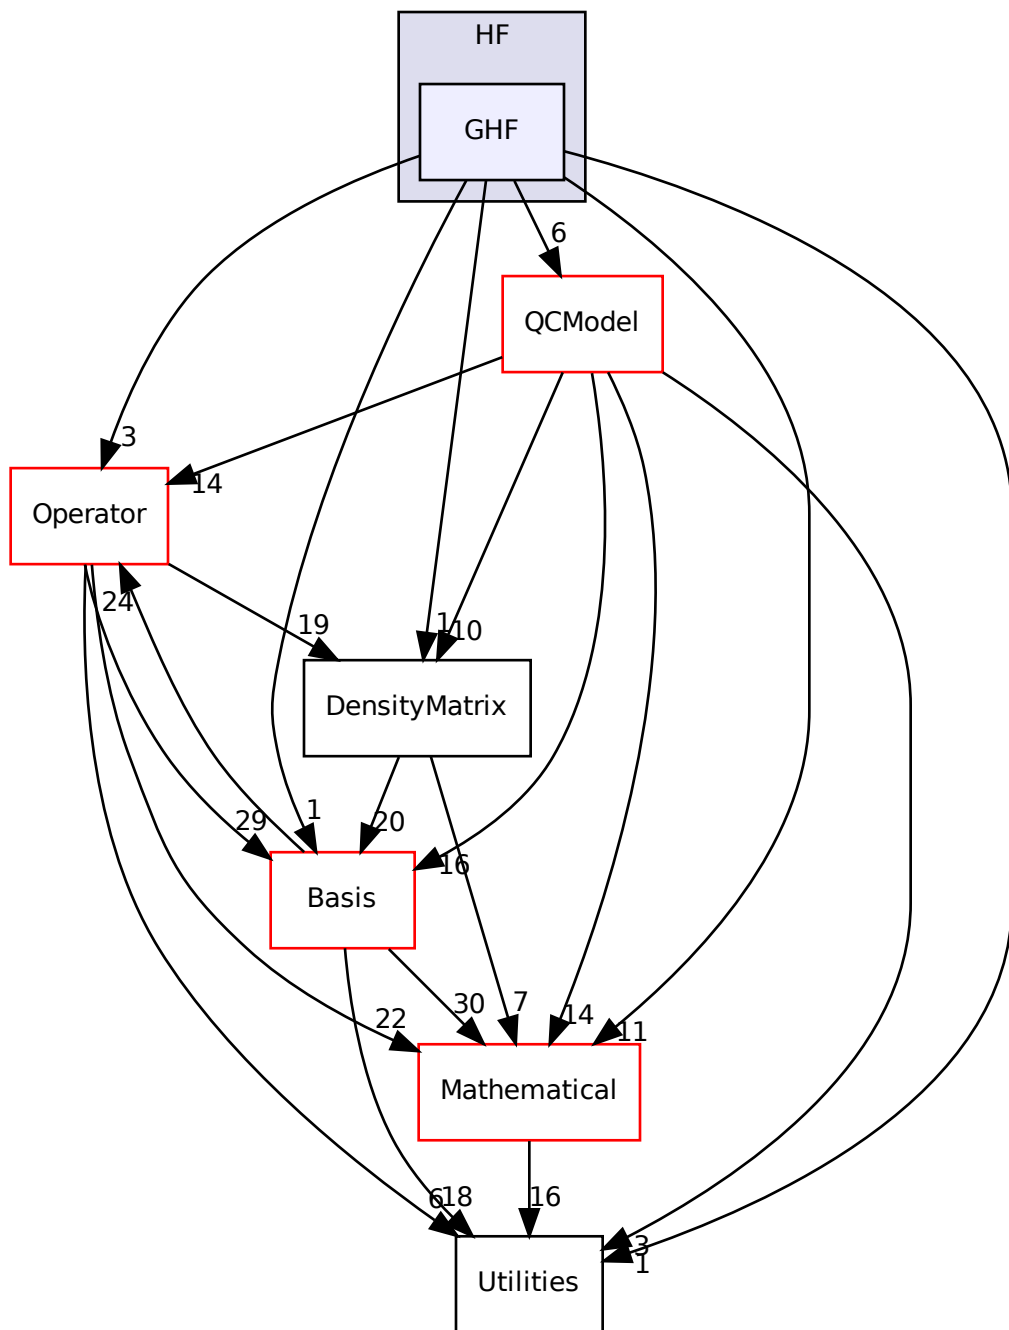 HF
GHF
6
QCModel
3
14
Operator
24
19
1
10
DensityMatrix
29
1
20
16
Basis
22
30
7
14
11
Mathematical
6
18
16
3
1
Utilities